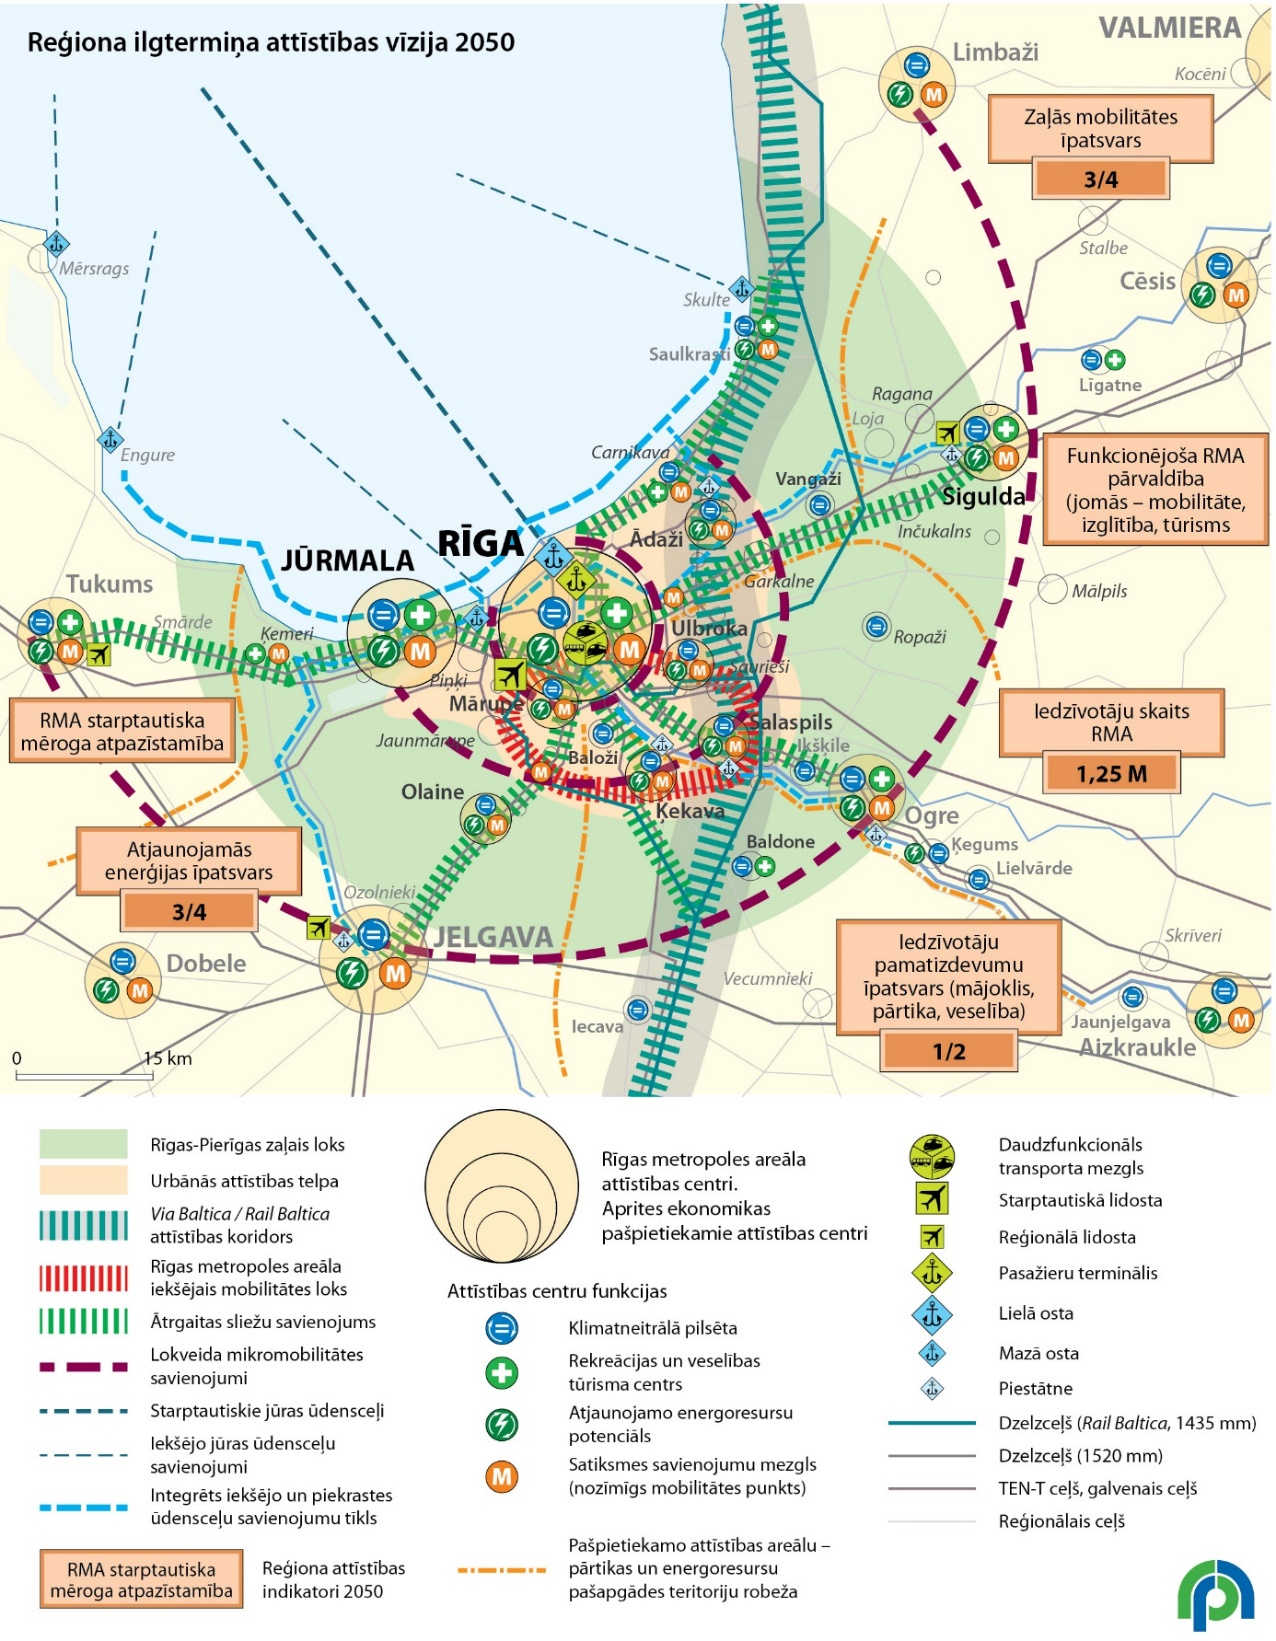 Reģiona ilgtermiņa attīstības vīzija 2050
VALMIERA
Limbaži
Kocēni
Zaļās mobilitātes
īpatsvars
3/4
Stalbe
Cēsis
Mērsrags
Skulte
Saulkrasti
Līgatne
Ragana
Loja
Engure
Carnikava
Vangaži
Sigulda
Inčukalns
Funkcionējoša RMA
pārvaldība
(jomās – mobilitāte,
izglītība, tūrisms
RĪGA
JŪRMALA
Ādaži
Garkalne
Mālpils
Tukums
Smārde
Ķemeri
Ulbroka
Ropaži
Saurieši
Piņķi
Mārupe
Jaunmārupe
Salaspils
Ikšķile
Baloži
RMA starptautiska
mēroga atpazīstamība
Iedzīvotāju skaits
RMA
1,25 M
Olaine
Ķekava
Ogre
Baldone
Ķegums
Lielvārde
Atjaunojamās
enerģijas īpatsvars
3/4
Ozolnieki
JELGAVA
Dobele
Skrīveri
Iedzīvotāju
pamatizdevumu
īpatsvars (mājoklis,
pārtika, veselība)
1/2
Vecumnieki
Iecava
Jaunjelgava
Aizkraukle
0 15 km
Rīgas-Pierīgas zaļais loks
Urbānās attīstības telpa
Via Baltica / Rail Baltica
attīstības koridors
Rīgas metropoles areāla
iekšējais mobilitātes loks
Ātrgaitas sliežu savienojums
Lokveida mikromobilitātes
savienojumi
Starptautiskie jūras ūdensceļi
Iekšējo jūras ūdensceļu
savienojumi
Integrēts iekšējo un piekrastes
ūdensceļu savienojumu tīkls
RMA starptautiska
mēroga atpazīstamība
Reģiona attīstības
indikatori 2050
Rīgas metropoles areāla
attīstības centri.
Aprites ekonomikas
pašpietiekamie attīstības centri
Attīstības centru funkcijas
Klimatneitrālā pilsēta
Rekreācijas un veselības
tūrisma centrs
Atjaunojamo energoresursu
potenciāls
M
Satiksmes savienojumu mezgls
(nozīmīgs mobilitātes punkts)
Pašpietiekamo attīstības areālu –
pārtikas un energoresursu
pašapgādes teritoriju robeža
Daudzfunkcionāls
transporta mezgls
Starptautiskā lidosta
Reģionālā lidosta
Pasažieru terminālis
Lielā osta
Mazā osta
Piestātne
Dzelzceļš (Rail Baltica, 1435 mm)
Dzelzceļš (1520 mm)
TEN-T ceļš, galvenais ceļš
Reģionālais ceļš